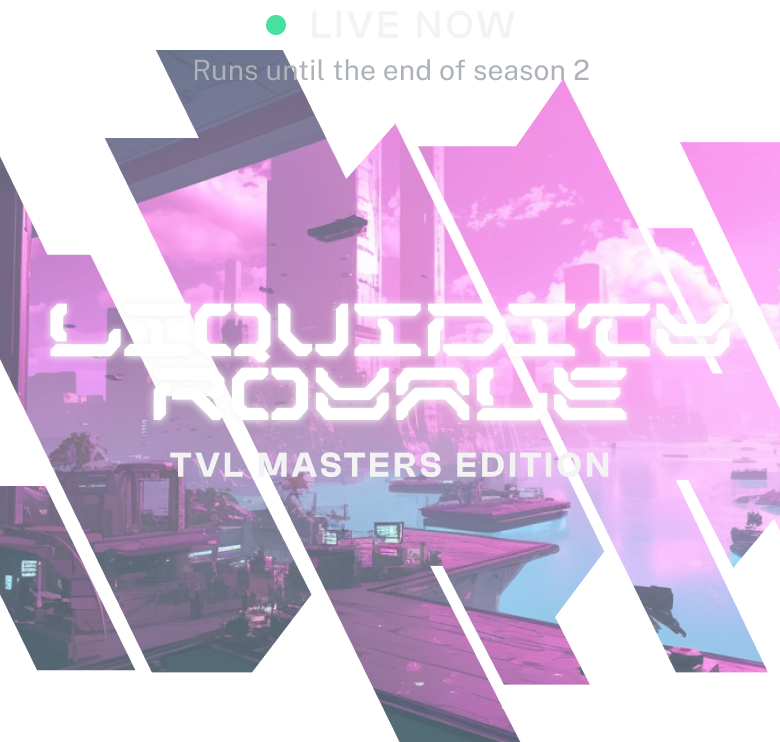 LIVE NOW
Runs until the end of season 2
LIQUIDITY
ROYALE
TVL MASTERS EDITION